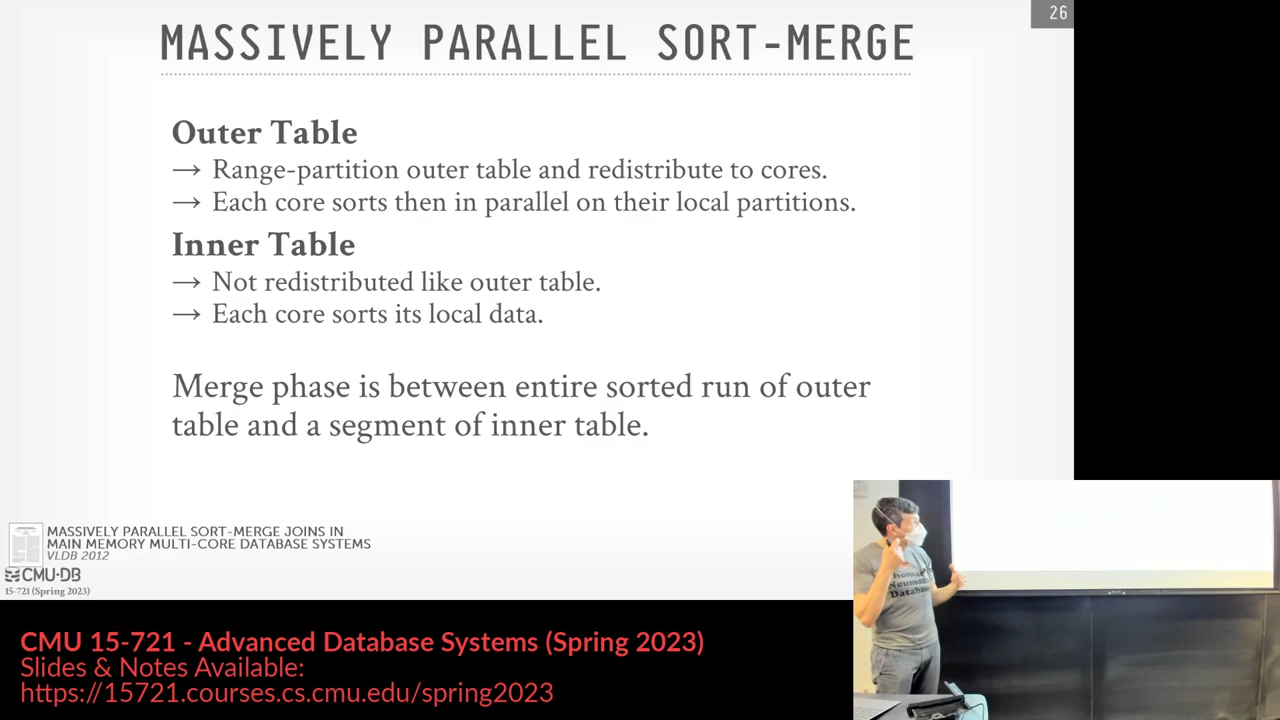 26
MASSIVELY PARALLEL SORT-MERGE
Outer Table
→ Range-partition outer table and redistribute to cores.
→ Each core sorts then in parallel on their local partitions.
Inner Table
→ Not redistributed like outer table.
→ Each core sorts its local data.
Merge phase is between entire sorted run of outer
table and a segment of inner table.
MASSIVELY PARALLEL SORT-MERGE JOINS IN
MAIN MEMORY MULTI-CORE DATABASE SYSTEMS
VLDB 2012
CMU·DB
15-721 (Spring 2023)
Neumann
CMU 15-721 - Advanced Database Systems (Spring 2023)
Slides & Notes Available:
https://15721.courses.cs.cmu.edu/spring2023